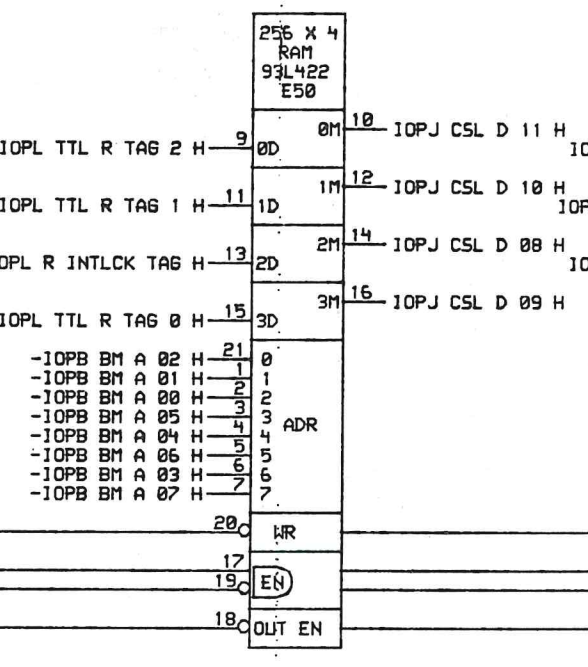 256 X 4
RAM
93L422
E50
0M 10 IOPJ CSL D 11 H
IOPL TTL R TAG 2 H 9 0D
1M 12 IOPJ CSL D 10 H
IOPL TTL R TAG 1 H 11 1D
2M 14 IOPJ CSL D 08 H
OPL R INTLCK TAG H 13 2D
3M 16 IOPJ CSL D 09 H
IOPL TTL R TAG 0 H 15 3D
-IOPB BM A 02 H 21 0
-IOPB BM A 01 H 1 1
-IOPB BM A 00 H 2 2
-IOPB BM A 05 H 3 3 ADR
-IOPB BM A 04 H 4 4
-IOPB BM A 06 H 5 5
-IOPB BM A 03 H 6 6
-IOPB BM A 07 H 7 7
20 WR
17
19 EN
18 OUT EN